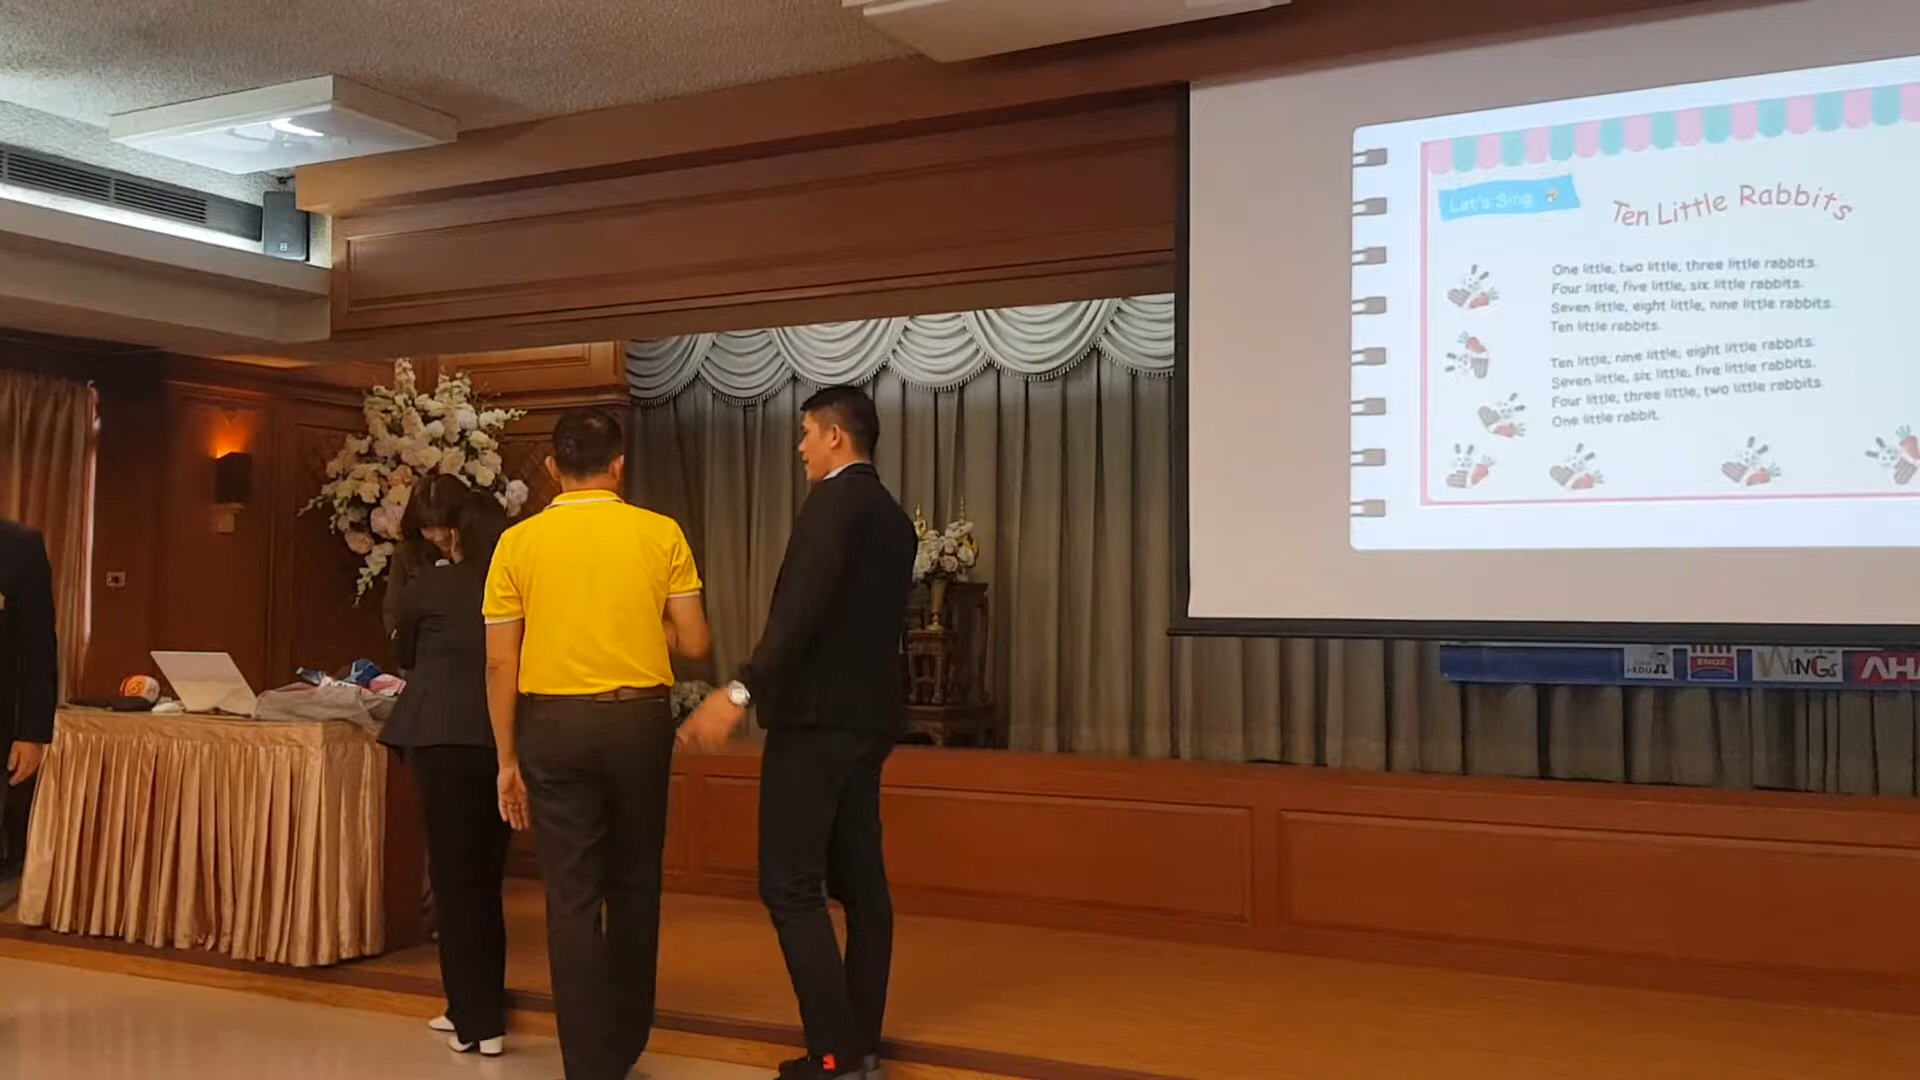 Let's Sing
Ten Little Rabbits
One little, two little, three little rabbits.
Four little, five little, six little rabbits.
Seven little, eight little, nine little rabbits.
Ten little rabbits.
Ten little, nine little, eight little rabbits.
Seven little, six little, five little rabbits.
Four little, three little, two little rabbits.
One little rabbit.
i-EDU
ENGZ
WiNGs
AHA